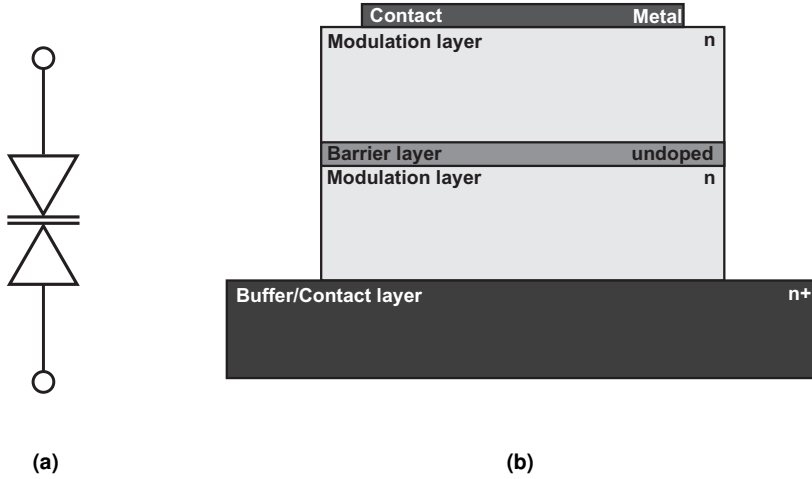 Contact Metal
Modulation layer n
Barrier layer undoped
Modulation layer n
Buffer/Contact layer n+
(a) (b)